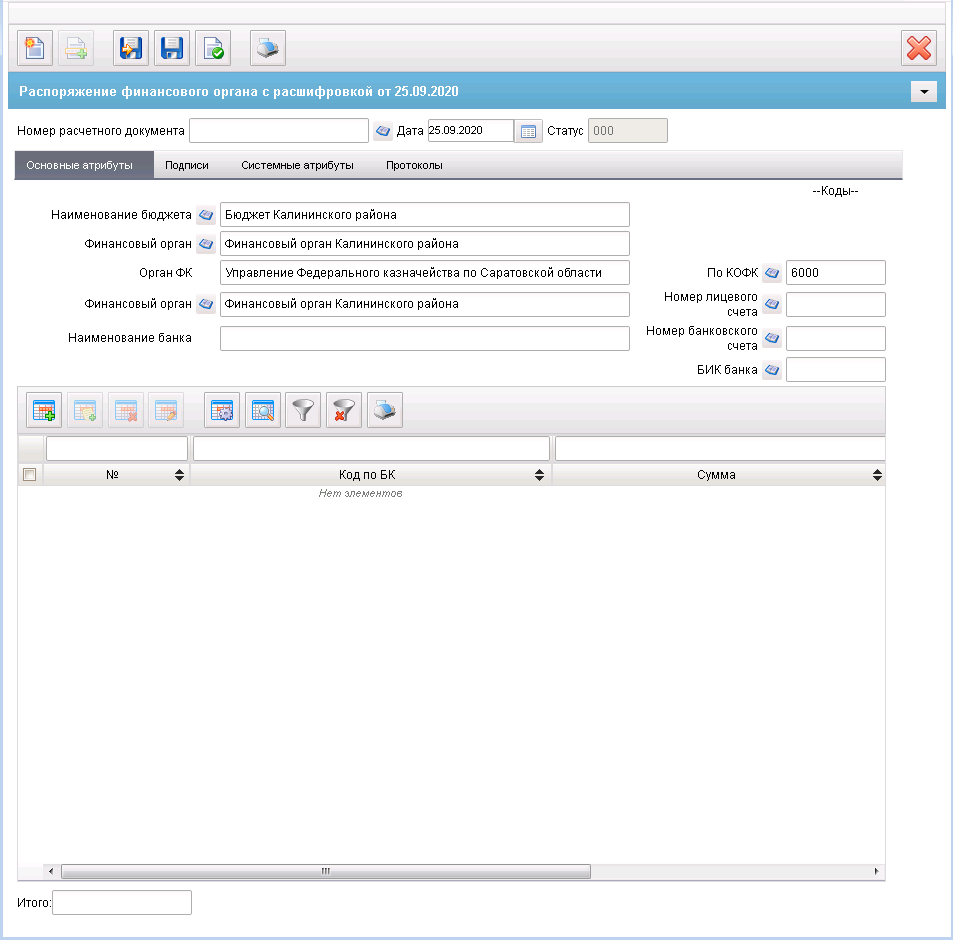 Распоряжение финансового органа с расшифровкой от 25.09.2020
Номер расчетного документа Дата 25.09.2020 Статус 000
Основные атрибуты Подписи Системные атрибуты Протоколы
--Коды--
Наименование бюджета Бюджет Калининского района
Финансовый орган Финансовый орган Калининского района
Орган ФК Управление Федерального казначейства по Саратовской области По КОФК 6000
Финансовый орган Финансовый орган Калининского района Номер лицевого
счета
Наименование банка Номер банковского
счета
БИК банка
№ Код по БК Сумма
Нет элементов
Итого: